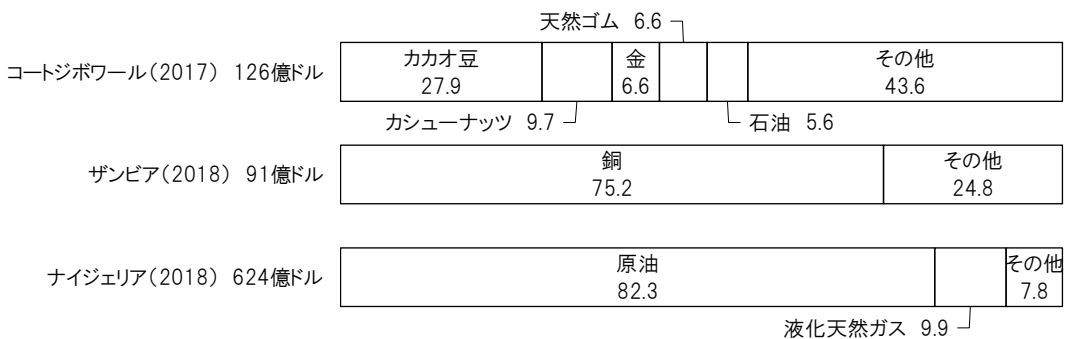 天然ゴム 6.6
コートジボワール(2017) 126億ドル
カカオ豆
27.9
金
6.6
その他
43.6
カシューナッツ 9.7
石油 5.6
ザンビア(2018) 91億ドル
銅
75.2
その他
24.8
ナイジェリア(2018) 624億ドル
原油
82.3
その他
7.8
液化天然ガス 9.9